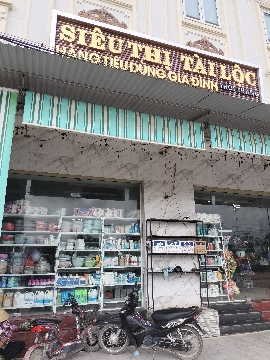 SIÊU THỊ TÀI LỘC
HÀNG TIÊU DÙNG GIA ĐÌNH